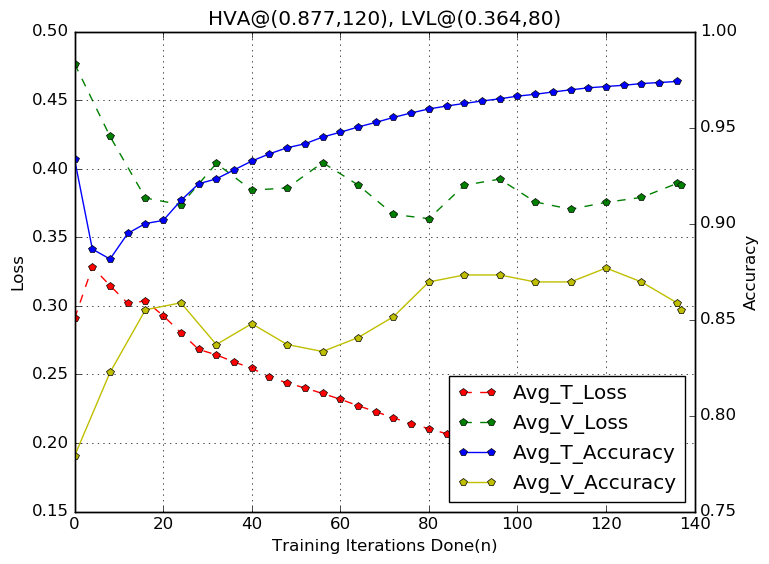 HVA@(0.877,120), LVL@(0.364,80)
0.50
0.45
0.40
0.35
0.30
0.25
0.20
0.15
Loss
1.00
0.95
0.90
0.85
0.80
0.75
Accuracy
Avg_T_Loss
Avg_V_Loss
Avg_T_Accuracy
Avg_V_Accuracy
0 20 40 60 80 100 120 140
Training Iterations Done(n)